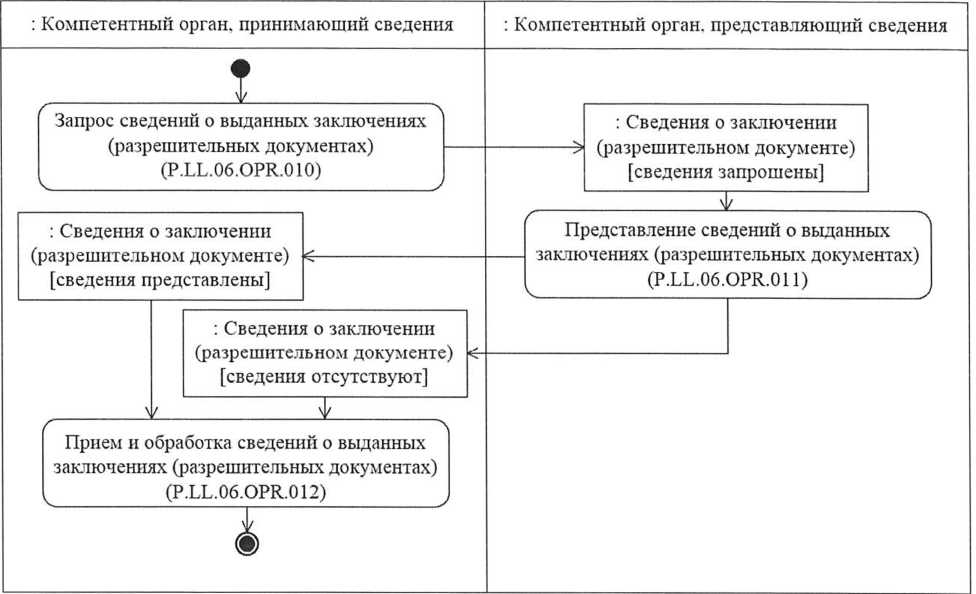 : Компетентный орган, принимающий сведения
: Компетентный орган, представляющий сведения
Запрос сведений о выданных заключениях
(разрешительных документах)
(P.LL.06.OPR.010)
: Сведения о заключении
(разрешительном документе)
[сведения запрошены]
Представление сведений о выданных
заключениях (разрешительных документах)
(P.LL.06.OPR.011)
: Сведения о заключении
(разрешительном документе)
[сведения представлены]
: Сведения о заключении
(разрешительном документе)
[сведения отсутствуют]
Прием и обработка сведений о выданных
заключениях (разрешительных документах)
(P.LL.06.OPR.012)